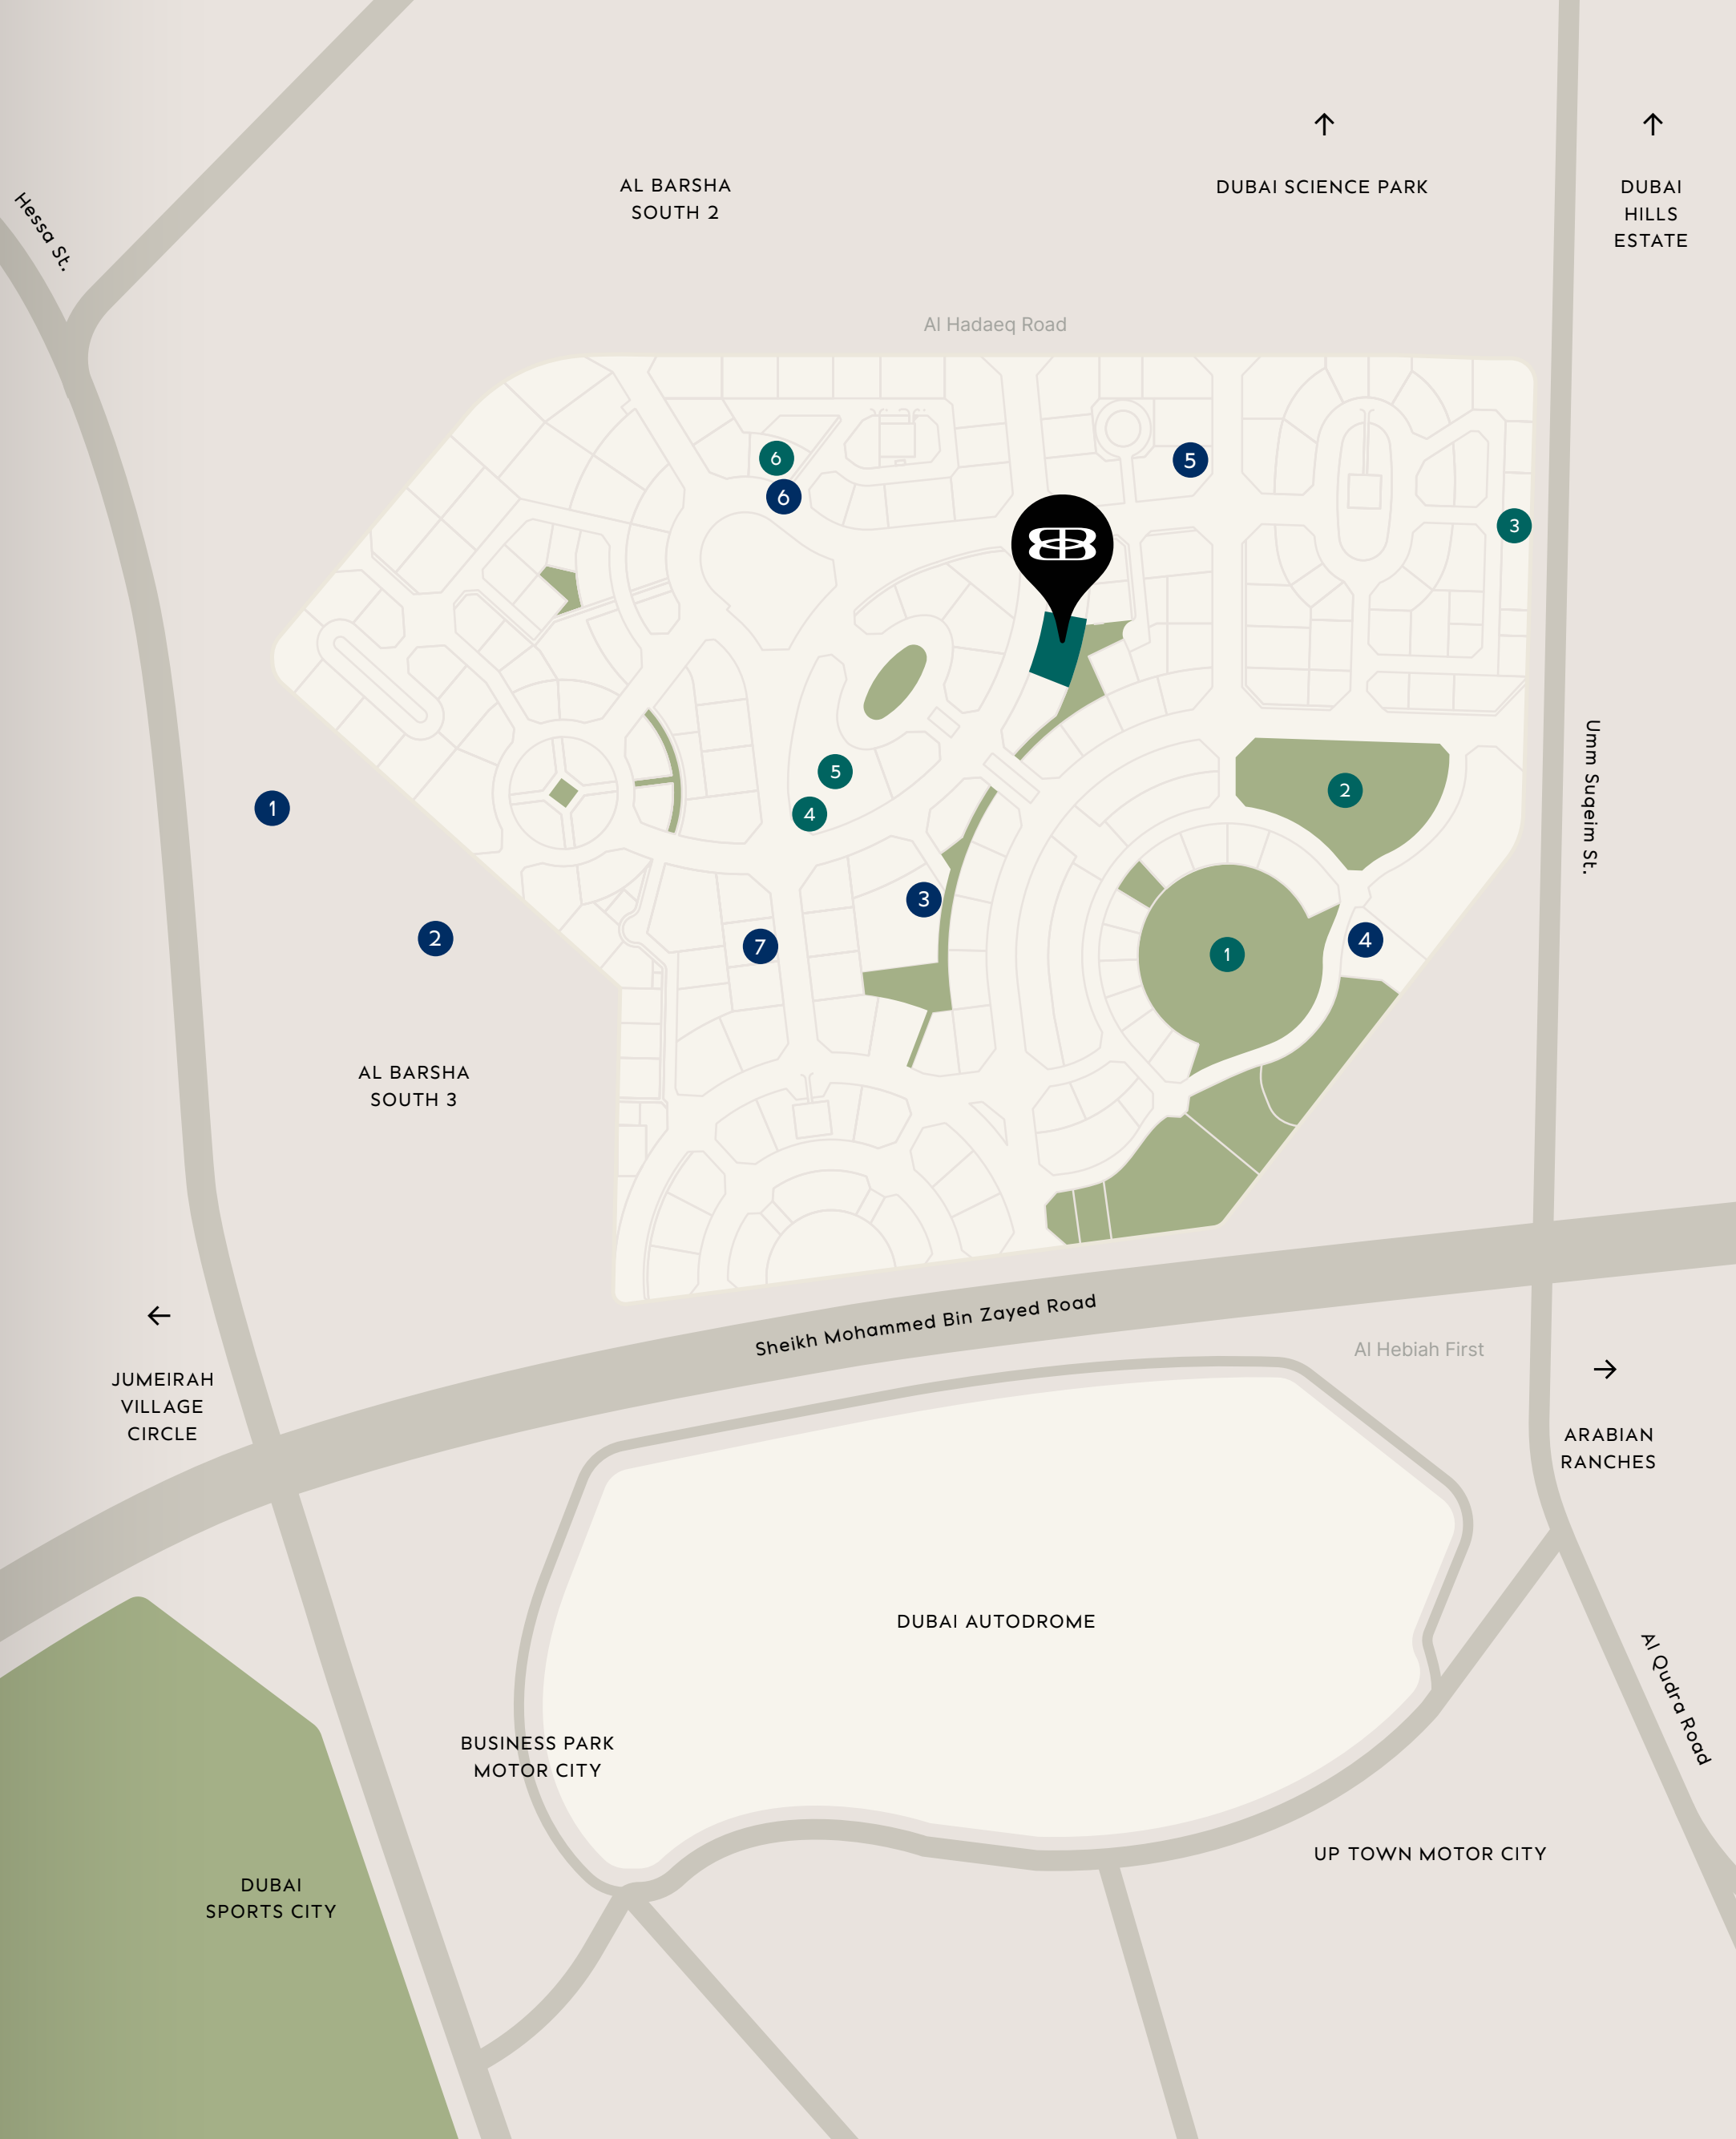 Hessa St.
AL BARSHA
SOUTH 2
DUBAI SCIENCE PARK
DUBAI
HILLS
ESTATE
Al Hadaeq Road
6
6
5
3
5
4
2
1
3
2
7
1
4
Umm Suqeim St.
AL BARSHA
SOUTH 3
Sheikh Mohammed Bin Zayed Road
Al Hebiah First
JUMEIRAH
VILLAGE
CIRCLE
ARABIAN
RANCHES
DUBAI AUTODROME
Al Qudra Road
BUSINESS PARK
MOTOR CITY
UP TOWN MOTOR CITY
DUBAI
SPORTS CITY